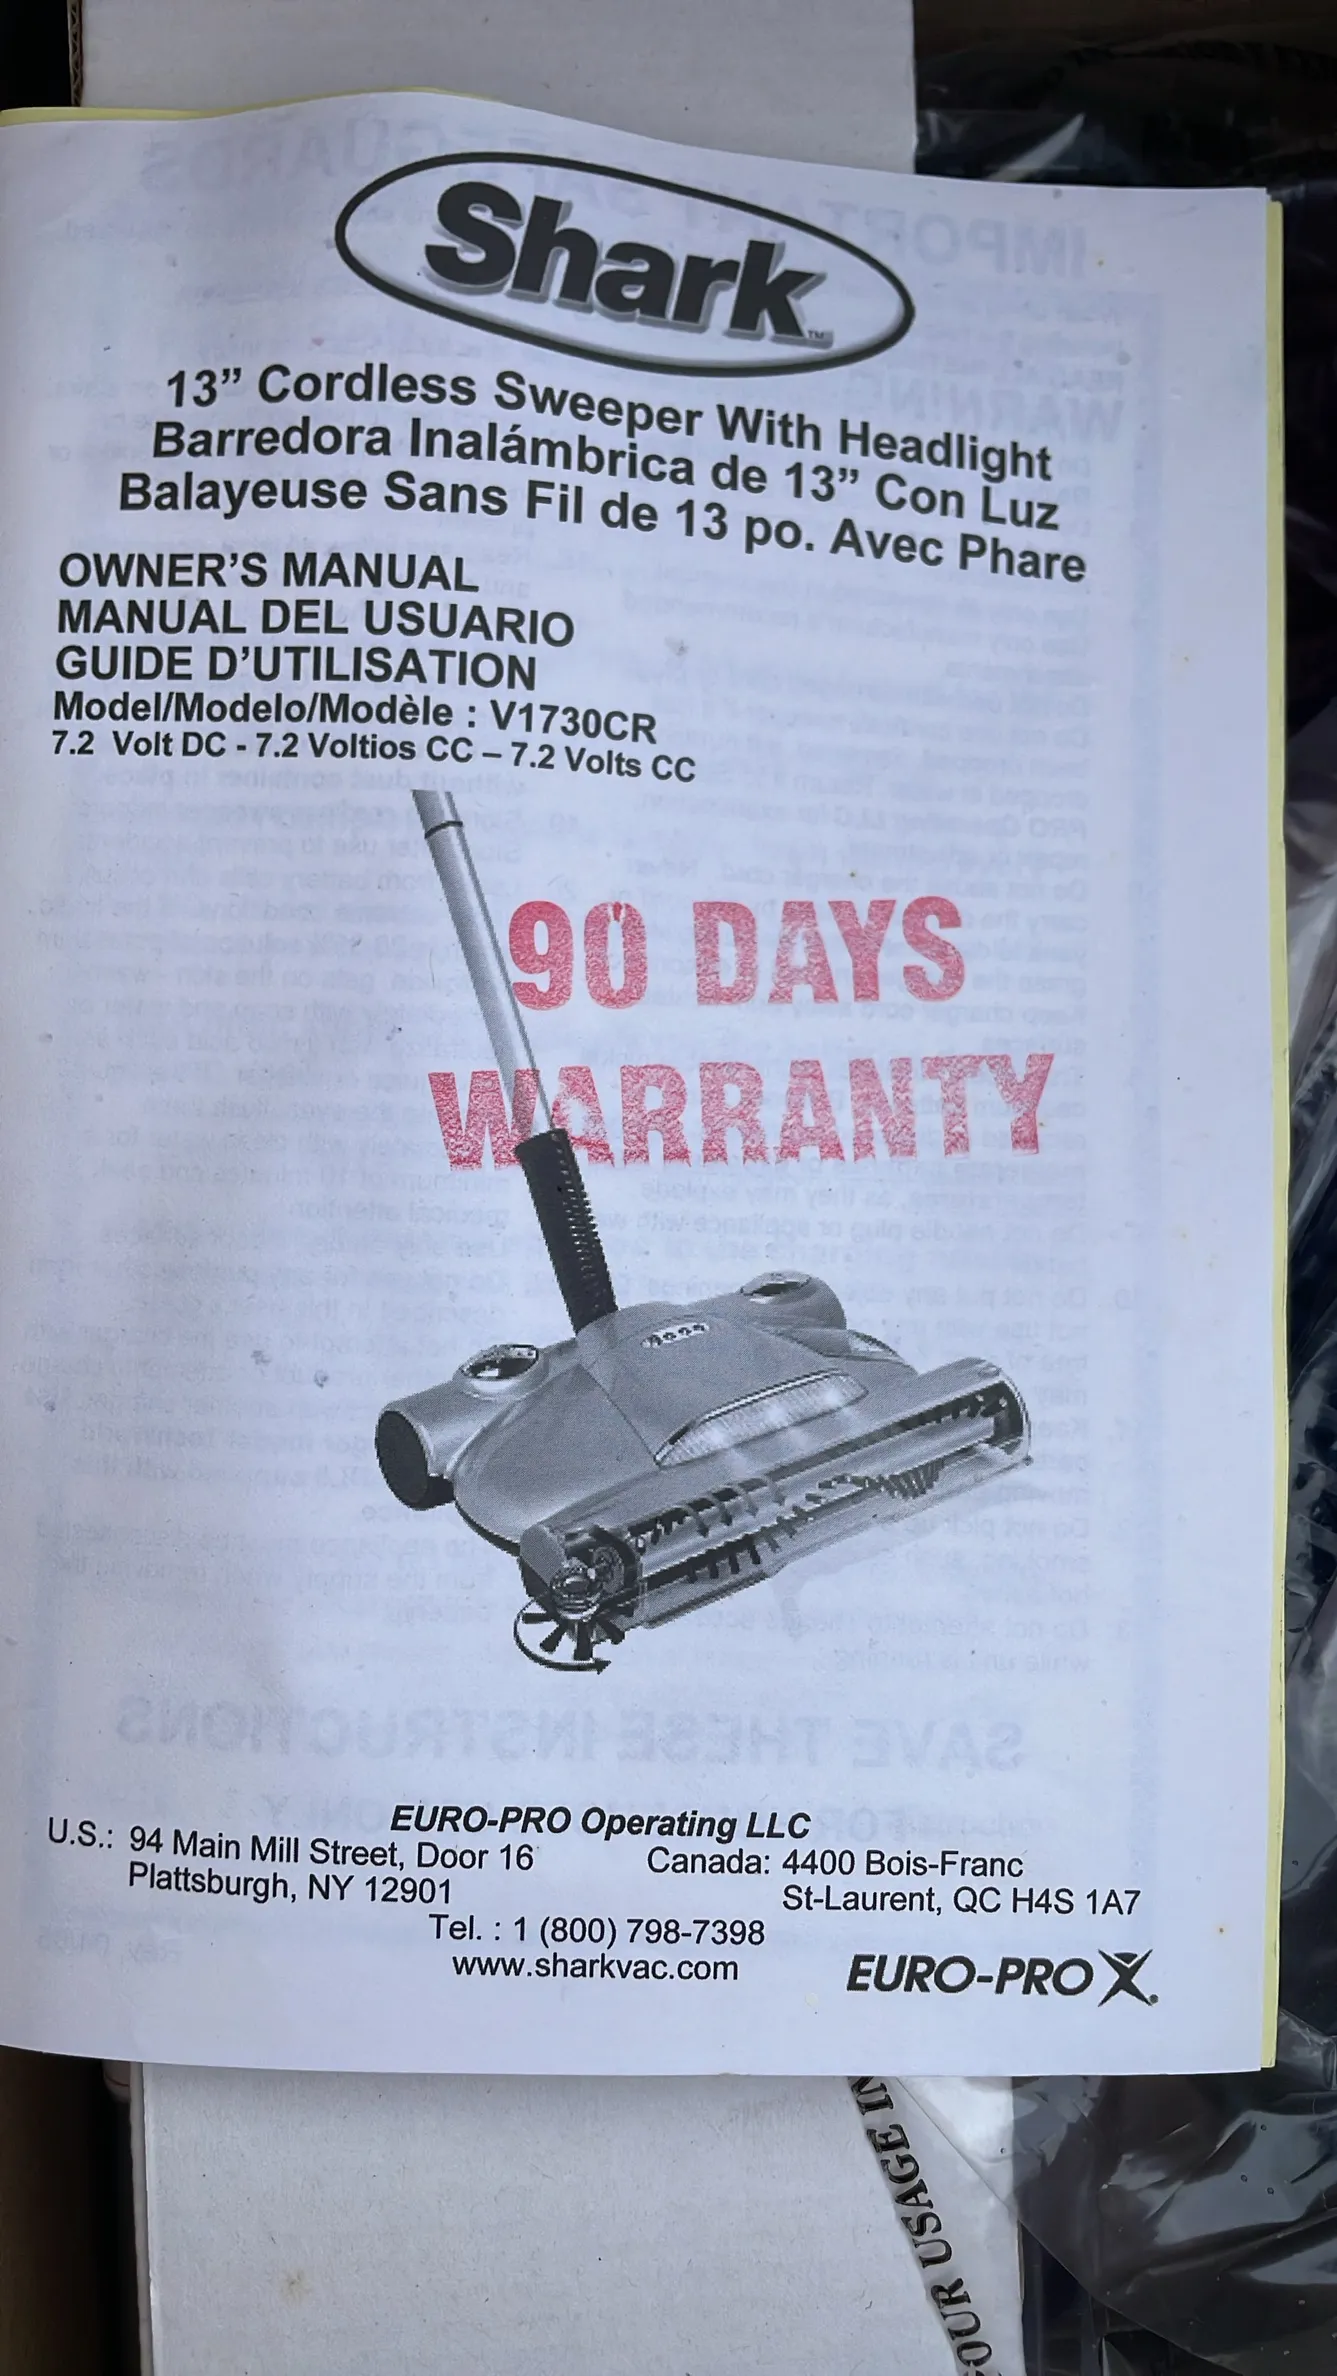 Shark™
13” Cordless Sweeper With Headlight
Barredora Inalámbrica de 13” Con Luz
Balayeuse Sans Fil de 13 po. Avec Phare
OWNER’S MANUAL
MANUAL DEL USUARIO
GUIDE D’UTILISATION
Model/Modelo/Modèle : V1730CR
7.2 Volt DC - 7.2 Voltios CC – 7.2 Volts CC
90 DAYS
WARRANTY
EURO-PRO Operating LLC
U.S.: 94 Main Mill Street, Door 16
Plattsburgh, NY 12901
Canada: 4400 Bois-Franc
St-Laurent, QC H4S 1A7
Tel. : 1 (800) 798-7398
www.sharkvac.com
EURO-PRO X®
OUR USAGE IN